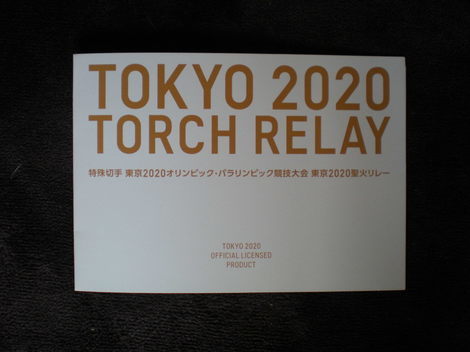 TOKYO 2020
TORCH RELAY
特殊切手 東京2020オリンピック・パラリンピック競技大会 東京2020聖火リレー
TOKYO 2020
OFFICIAL LICENSED
PRODUCT